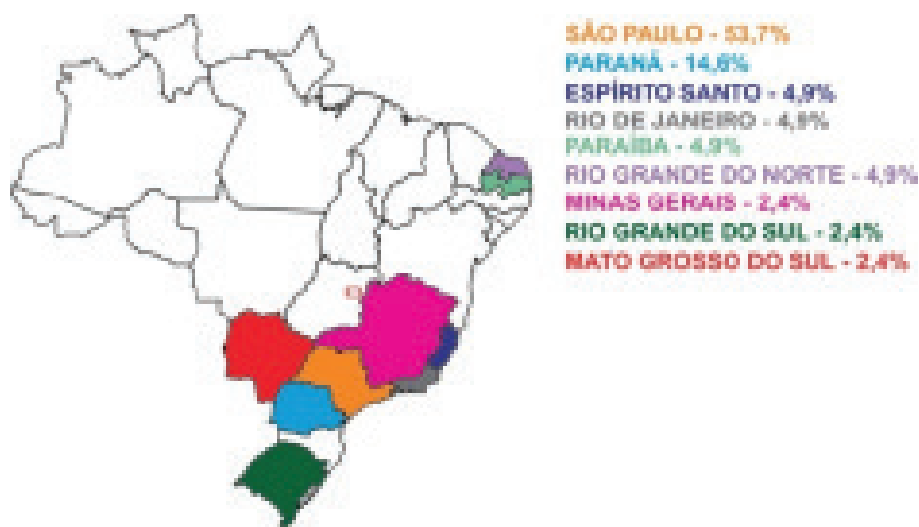 SÃO PAULO - 53,7%
PARANÁ - 14,6%
ESPÍRITO SANTO - 4,9%
RIO DE JANEIRO - 4,9%
PARAÍBA - 4,9%
RIO GRANDE DO NORTE - 4,9%
MINAS GERAIS - 2,4%
RIO GRANDE DO SUL - 2,4%
MATO GROSSO DO SUL - 2,4%